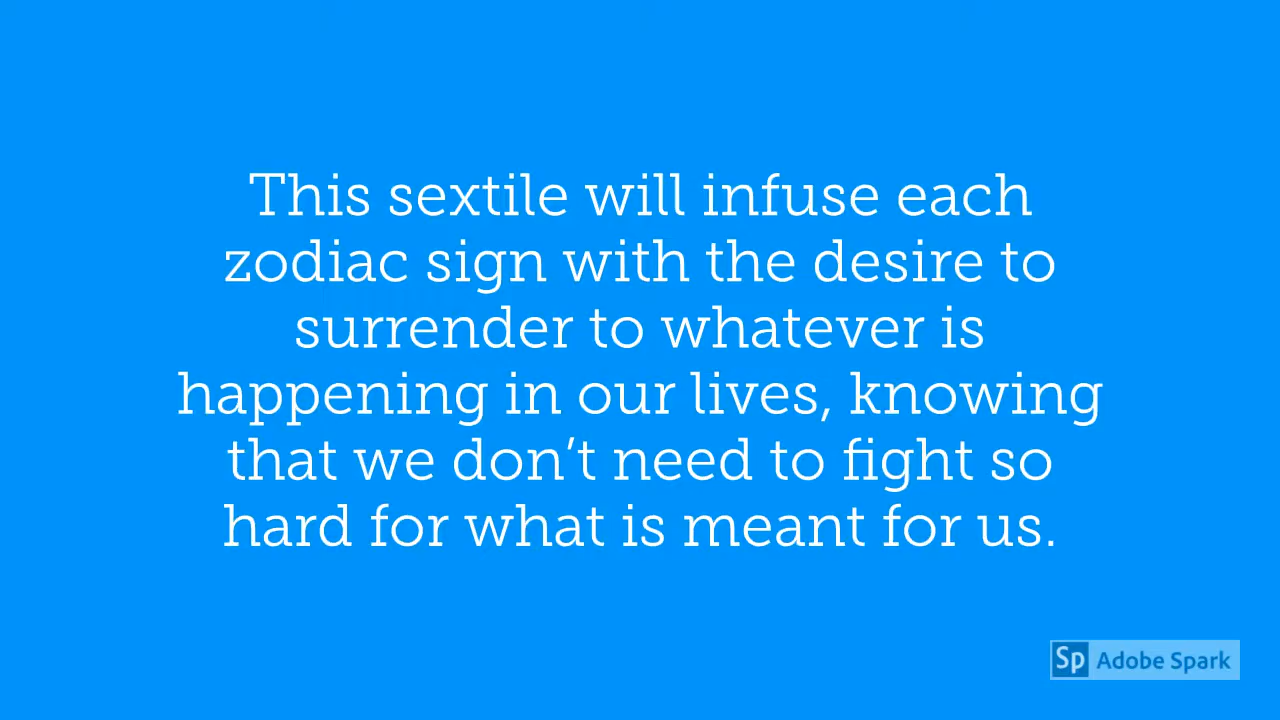 This sextile will infuse each
zodiac sign with the desire to
surrender to whatever is
happening in our lives, knowing
that we don’t need to fight so
hard for what is meant for us.
Sp Adobe Spark